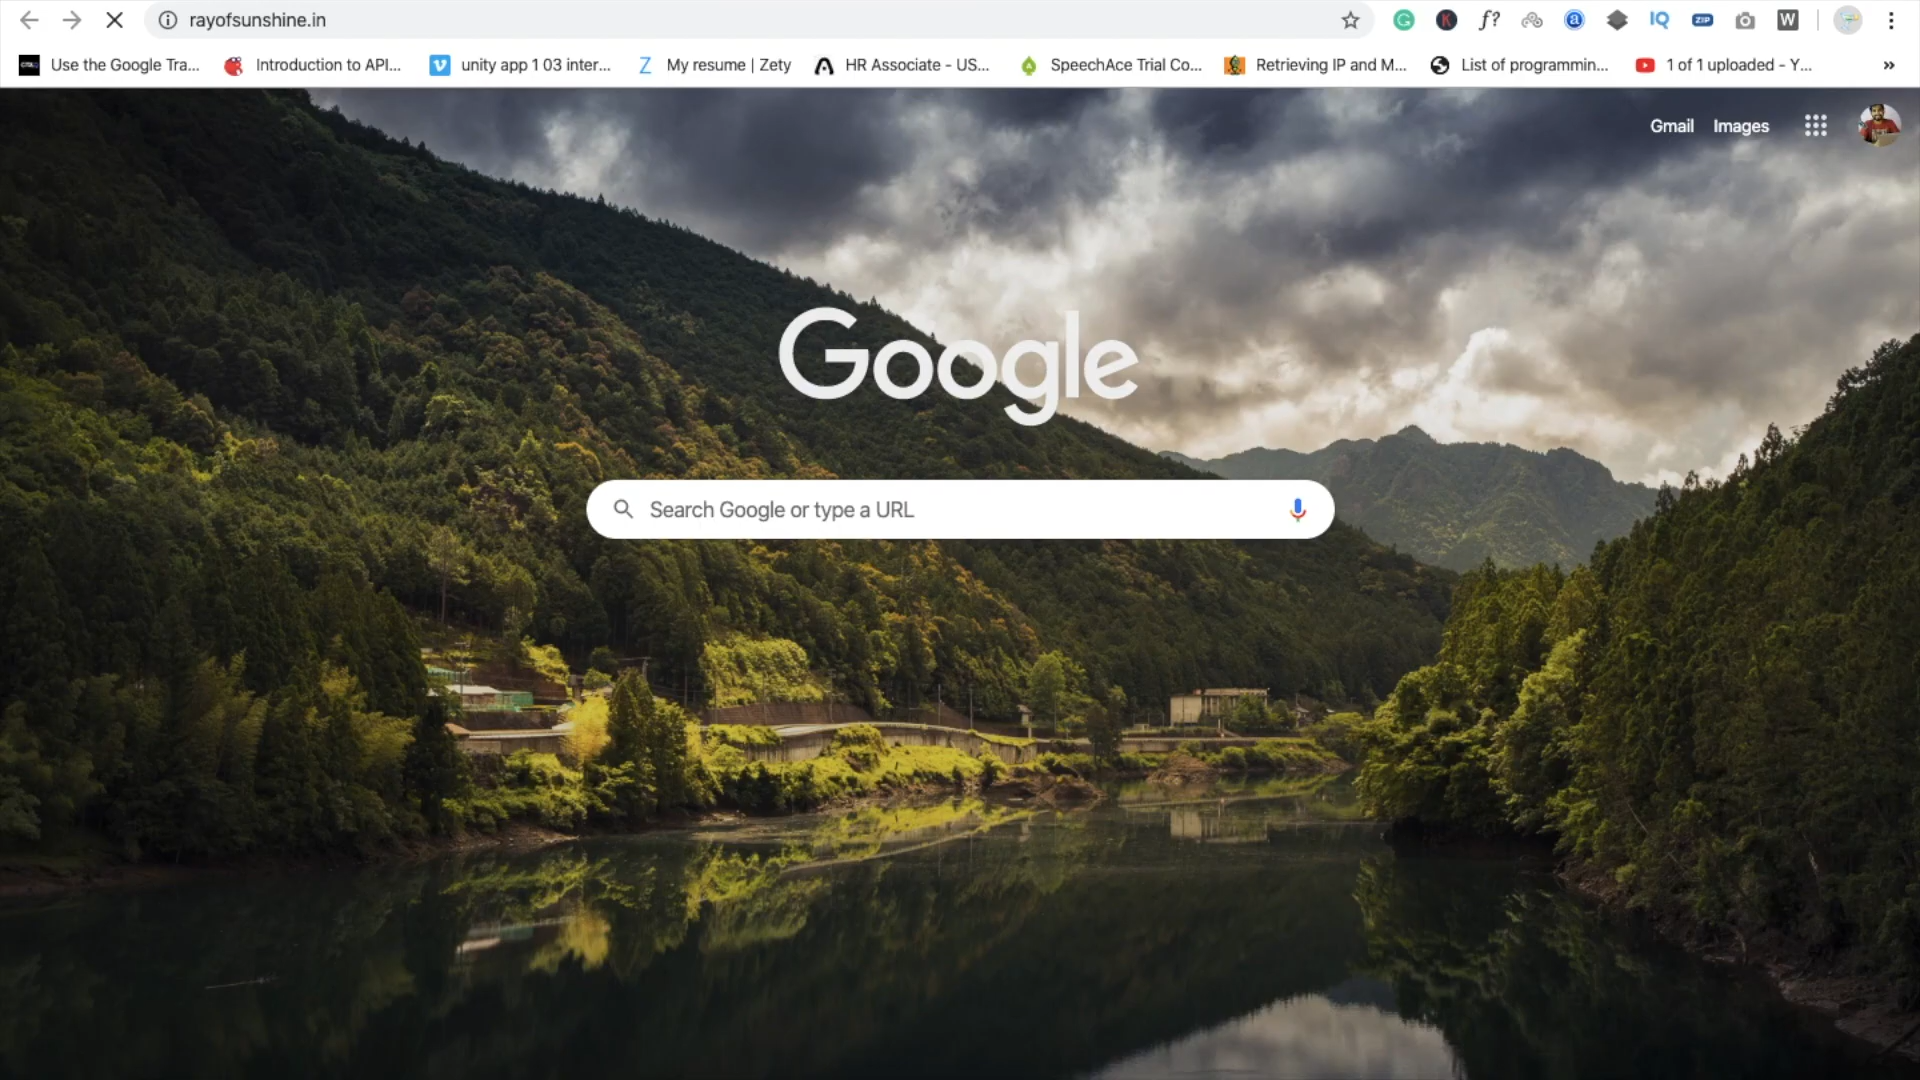 rayofsunshine.in
f? a IQ ZIP W
Use the Google Tra... Introduction to API... unity app 1 03 inter... My resume | Zety HR Associate - US... SpeechAce Trial Co... Retrieving IP and M... List of programmin... 1 of 1 uploaded - Y... »
Gmail Images
Google
Search Google or type a URL